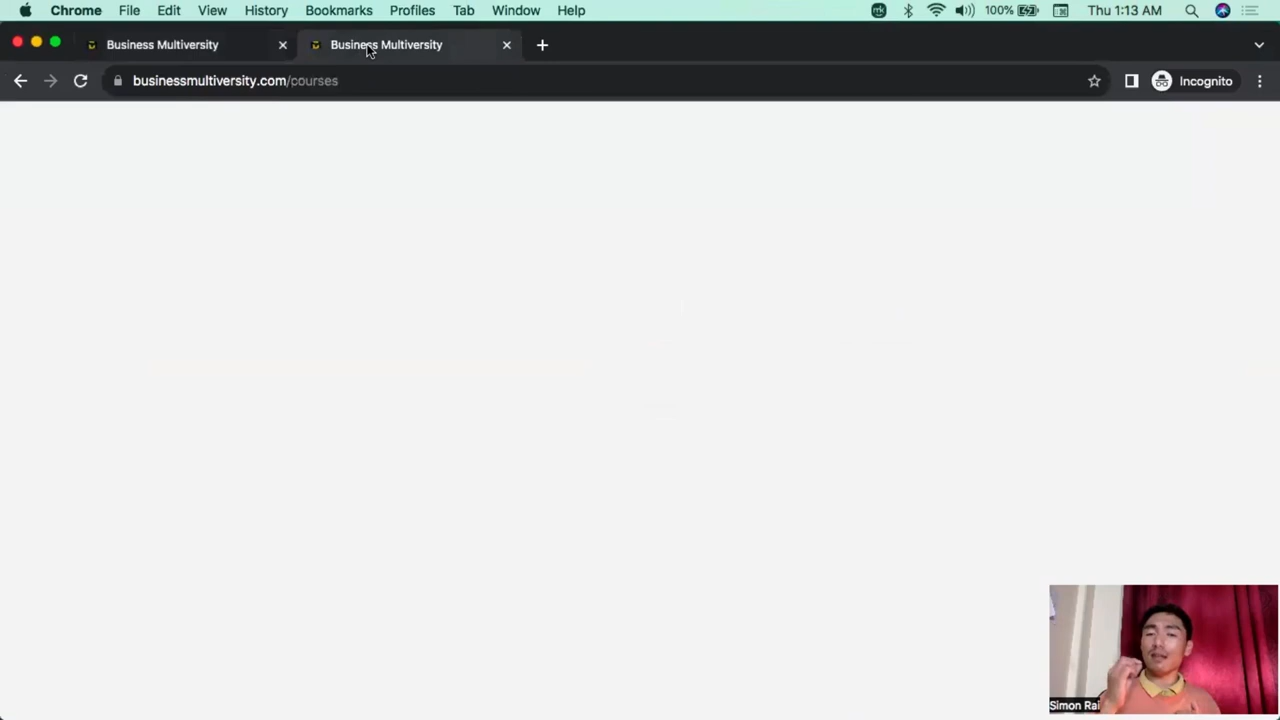 Chrome File Edit View History Bookmarks Profiles Tab Window Help 100% Thu 1:13 AM
Business Multiversity Business Multiversity
businessmultiversity.com/courses Incognito
Simon Rai